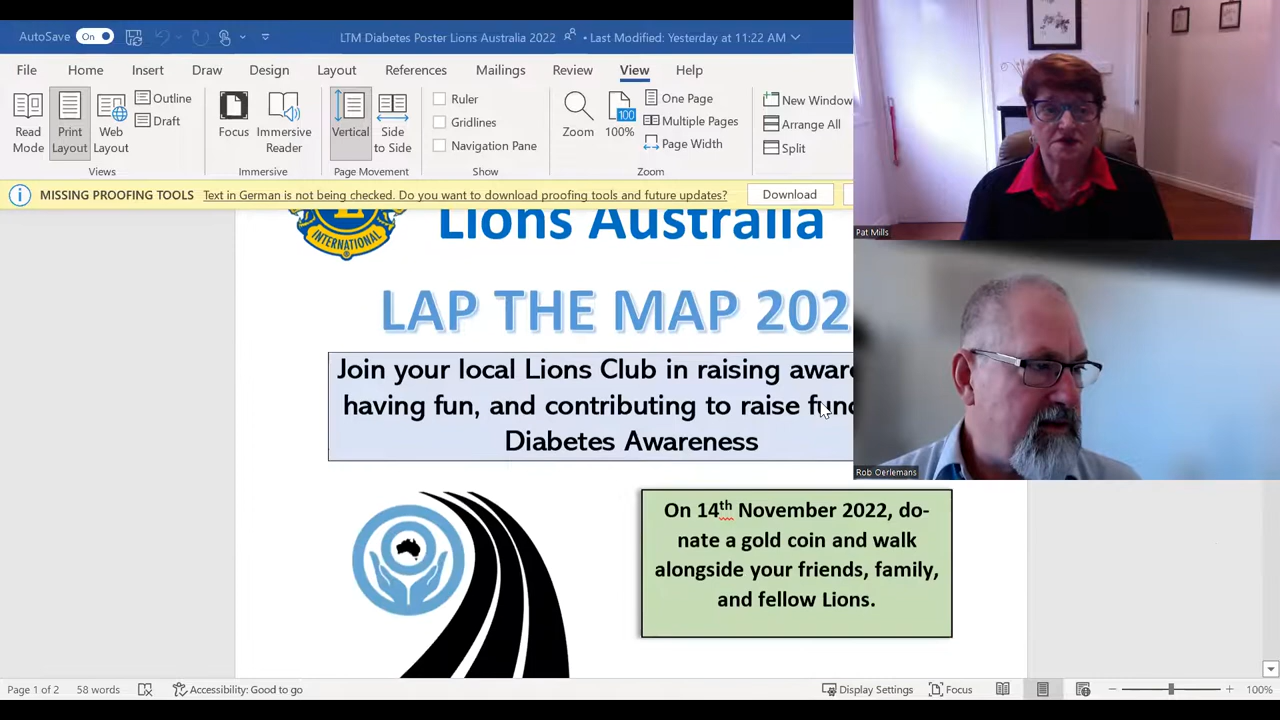 AutoSave On LTM Diabetes Poster Lions Australia 2022 • Last Modified: Yesterday at 11:22 AM
File Home Insert Draw Design Layout References Mailings Review View Help
Read Mode
Print Layout
Web Layout
Outline
Draft
Views
Focus
Immersive Reader
Immersive
Vertical
Side to Side
Page Movement
Ruler
Gridlines
Navigation Pane
Show
Zoom
100
100%
One Page
Multiple Pages
Page Width
Zoom
New Window
Arrange All
Split
MISSING PROOFING TOOLS Text in German is not being checked. Do you want to download proofing tools and future updates? Download
INTERNATIONAL
Lions Australia
LAP THE MAP 202
Join your local Lions Club in raising aware
having fun, and contributing to raise fund
Diabetes Awareness
On 14th November 2022, do-
nate a gold coin and walk
alongside your friends, family,
and fellow Lions.
Pat Mills
Rob Oerlemans
Page 1 of 2 58 words Accessibility: Good to go Display Settings Focus 100%